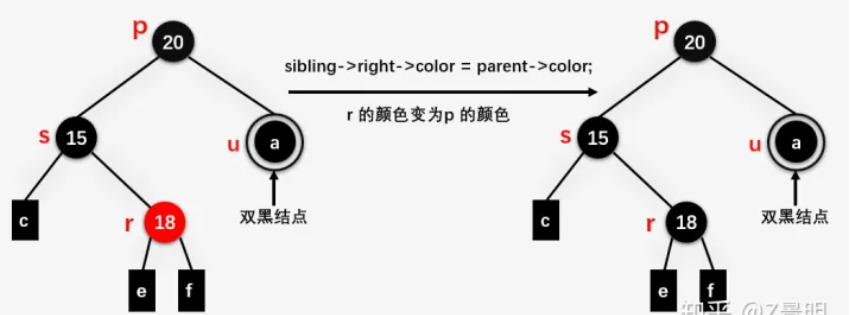 p
20
sibling->right->color = parent->color;
p
20
s
15
u
a
r 的颜色变为p 的颜色
s
15
u
a
c
r
18
双黑结点
c
r
18
双黑结点
e
f
e
f
知乎 @Z景明